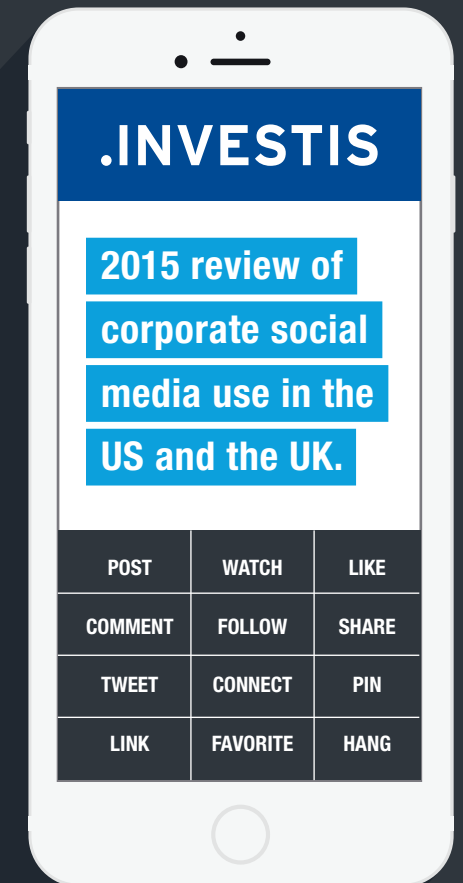 .INVESTIS
2015 review of
corporate social
media use in the
US and the UK.
POST WATCH LIKE
COMMENT FOLLOW SHARE
TWEET CONNECT PIN
LINK FAVORITE HANG